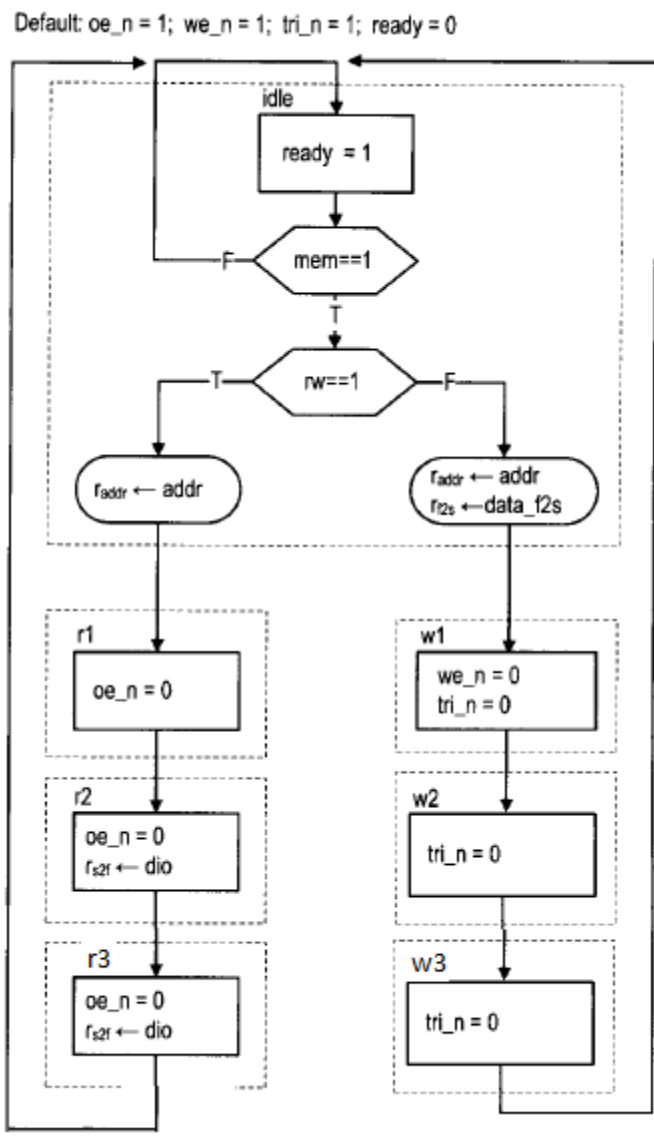 Default: oe_n = 1; we_n = 1; tri_n = 1; ready = 0
idle
ready = 1
F
mem==1
T
T
rw==1
F
raddr ← addr
raddr ← addr
rf2s ←data_f2s
r1
oe_n = 0
w1
we_n = 0
tri_n = 0
r2
oe_n = 0
rs2f ← dio
w2
tri_n = 0
r3
oe_n = 0
rs2f ← dio
w3
tri_n = 0